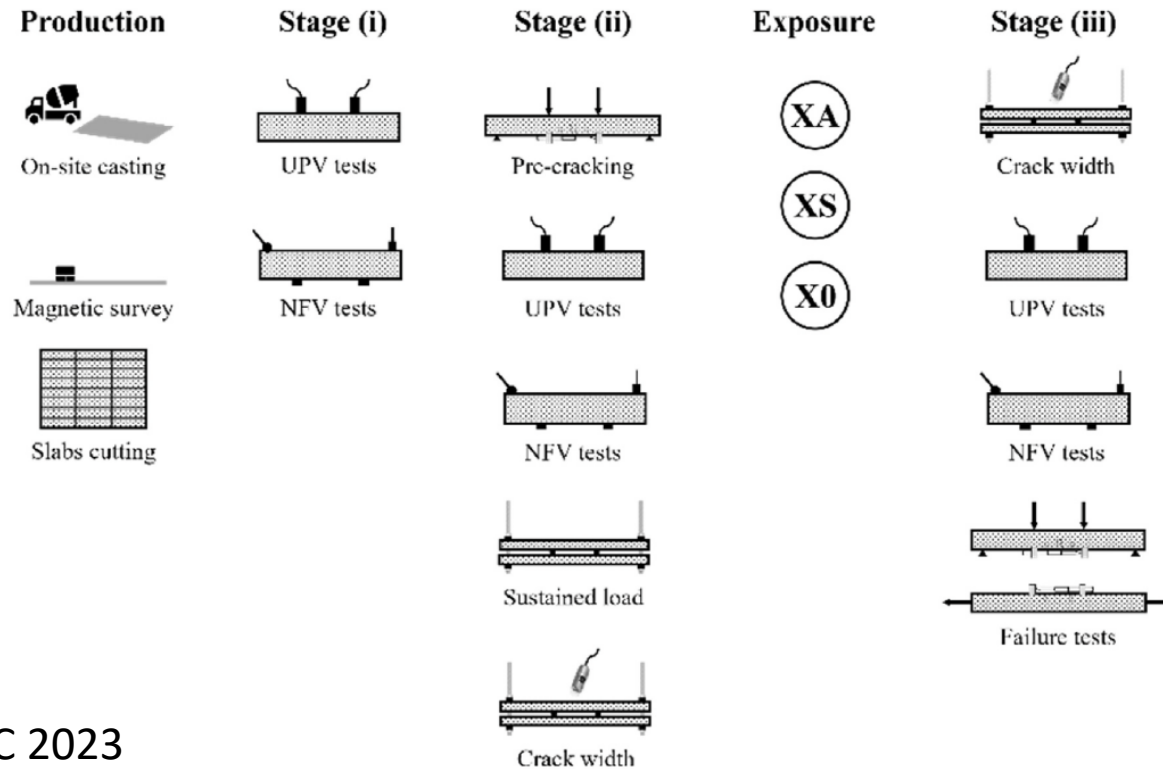 Production
On-site casting
Magnetic survey
Slabs cutting
Stage (i)
UPV tests
NFV tests
Stage (ii)
Pre-cracking
UPV tests
NFV tests
Sustained load
Crack width
Exposure
XA
XS
X0
Stage (iii)
Crack width
UPV tests
NFV tests
Failure tests
C 2023